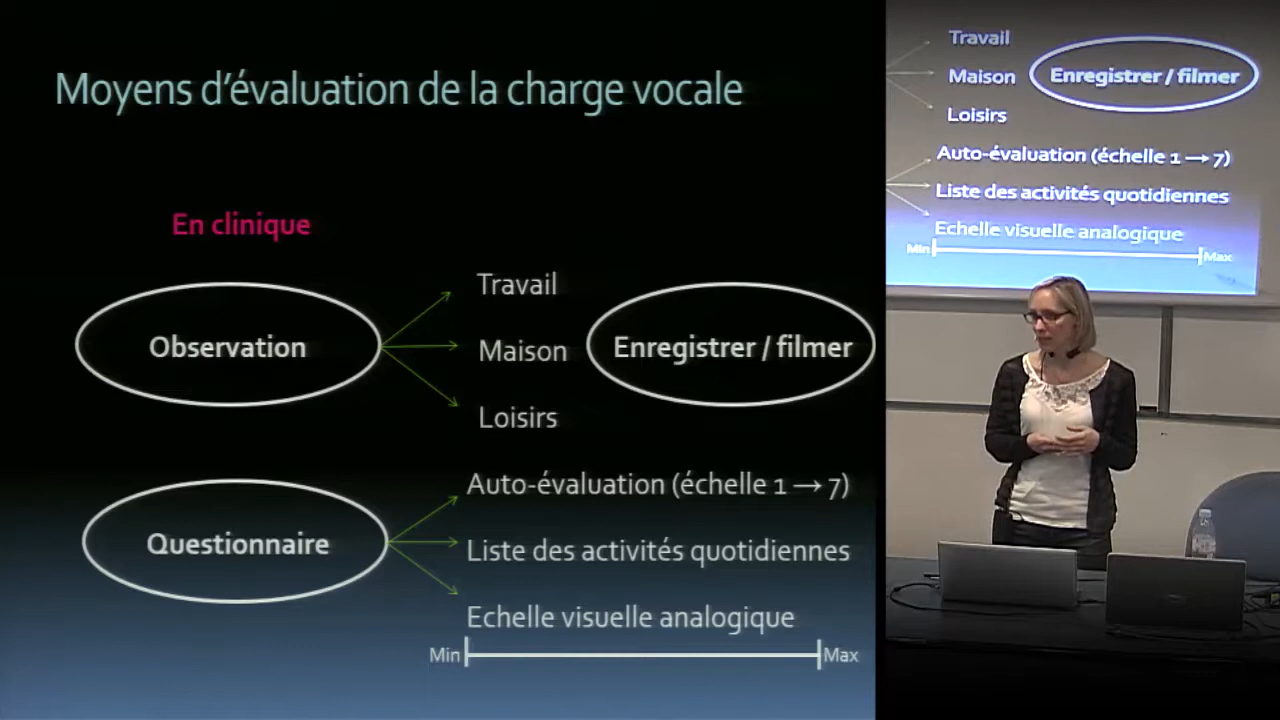 Moyens d'évaluation de la charge vocale
En clinique
Observation
Travail
Maison
Loisirs
Enregistrer / filmer
Questionnaire
Auto-évaluation (échelle 1 → 7)
Liste des activités quotidiennes
Echelle visuelle analogique
Min
Max
Travail
Maison
Loisirs
Enregistrer / filmer
Auto-évaluation (échelle 1 → 7)
Liste des activités quotidiennes
Echelle visuelle analogique
Min
Max